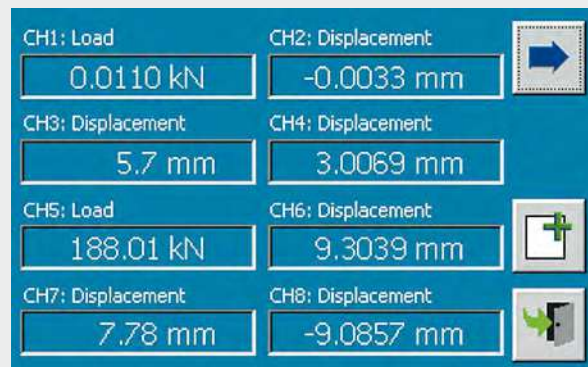 CH1: Load CH2: Displacement
0.0110 kN -0.0033 mm
CH3: Displacement CH4: Displacement
5.7 mm 3.0069 mm
CH5: Load CH6: Displacement
188.01 kN 9.3039 mm
CH7: Displacement CH8: Displacement
7.78 mm -9.0857 mm